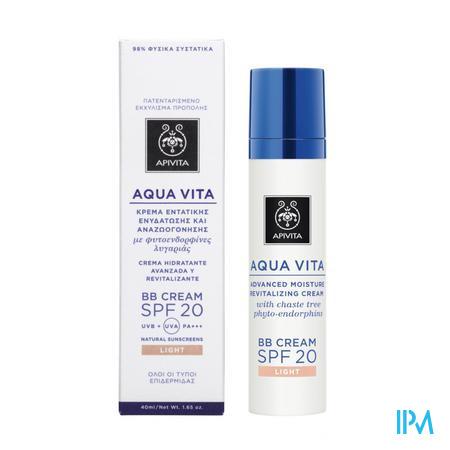 98% ΦΥΣΙΚΑ ΣΥΣΤΑΤΙΚΑ
ΠΑΤΕΝΤΑΡΙΣΜΕΝΟ
ΕΚΧΥΛΙΣΜΑ ΠΡΟΠΟΛΗΣ
APIVITA
AQUA VITA
ΚΡΕΜΑ ΕΝΤΑΤΙΚΗΣ
ΕΝΥΔΑΤΩΣΗΣ ΚΑΙ
ΑΝΑΖΩΟΓΟΝΗΣΗΣ
με φυτοενδορφίνες
λυγαριάς
CREMA HIDRATANTE
AVANZADA Y
REVITALIZANTE
BB CREAM
SPF 20
UVB + UVA PA+++
NATURAL SUNSCREENS
LIGHT
ΟΛΟΙ ΟΙ ΤΥΠΟΙ
ΕΠΙΔΕΡΜΙΔΑΣ
40ml/Net Wt. 1.65 oz.
APIVITA
AQUA VITA
ADVANCED MOISTURE
REVITALIZING CREAM
with chaste tree
phyto-endorphins
BB CREAM
SPF 20
LIGHT
IPM